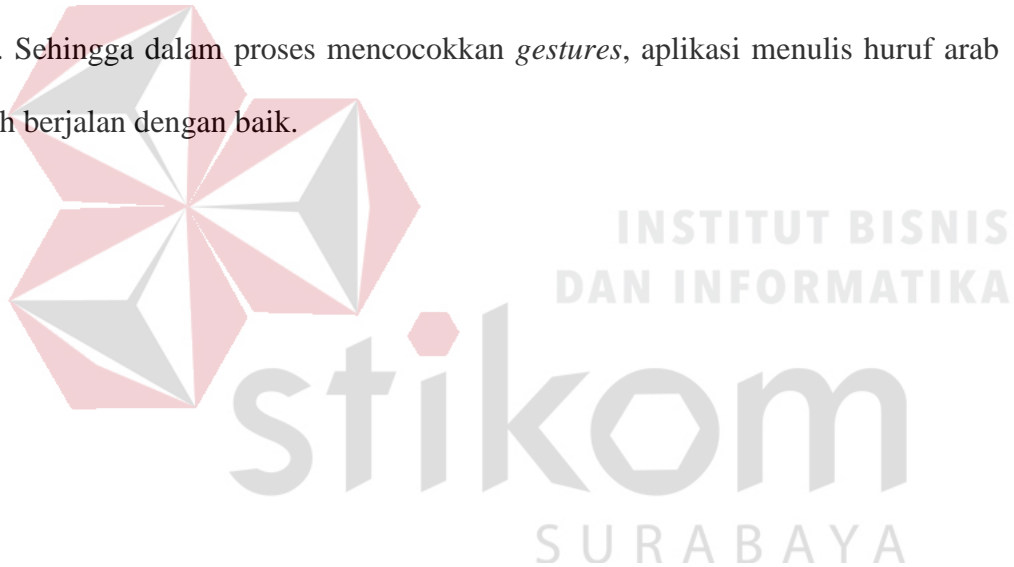 . Sehingga dalam proses mencocokkan gestures, aplikasi menulis huruf arab
h berjalan dengan baik.
INSTITUT BISNIS
DAN INFORMATIKA
stikom
SURABAYA